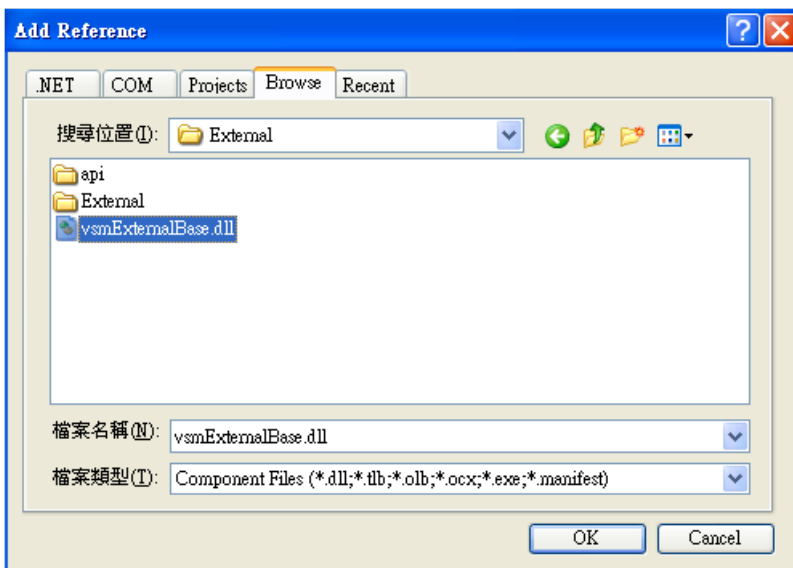 Add Reference
.NET COM Projects Browse Recent
搜尋位置(I): External
api
External
vsmExternalBase.dll
檔案名稱(N): vsmExternalBase.dll
檔案類型(T): Component Files (*.dll;*.tlb;*.olb;*.ocx;*.exe;*.manifest)
OK Cancel